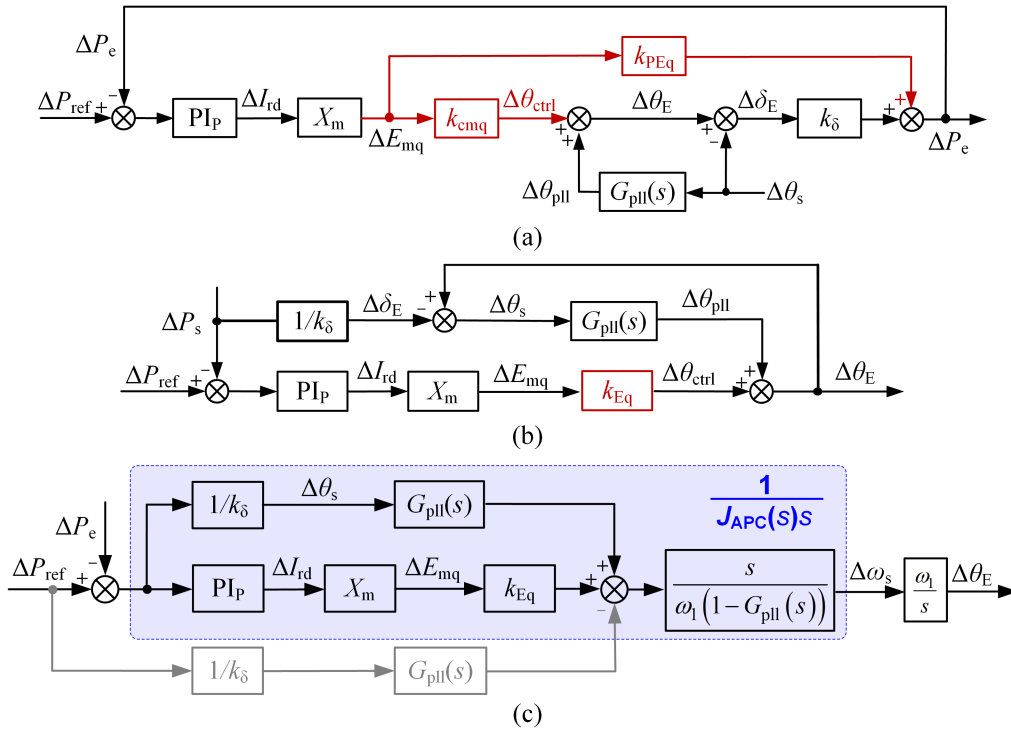 ΔPe
ΔPref + - PIP ΔIrd Xm ΔEmq kcmq Δθctrl + + ΔθE + - ΔδE kδ + + ΔPe
kPEq
Δθpll Gpll(s) Δθs
(a)
ΔPs 1/kδ ΔδE - + Δθs Gpll(s) Δθpll
ΔPref + - PIP ΔIrd Xm ΔEmq kEq Δθctrl + + ΔθE
(b)
ΔPe 1/kδ Δθs Gpll(s) 1/JAPC(s)s
ΔPref + - PIP ΔIrd Xm ΔEmq kEq + + - s/ωl(1−Gpll(s)) Δωs ωl/s ΔθE
1/kδ Gpll(s)
(c)